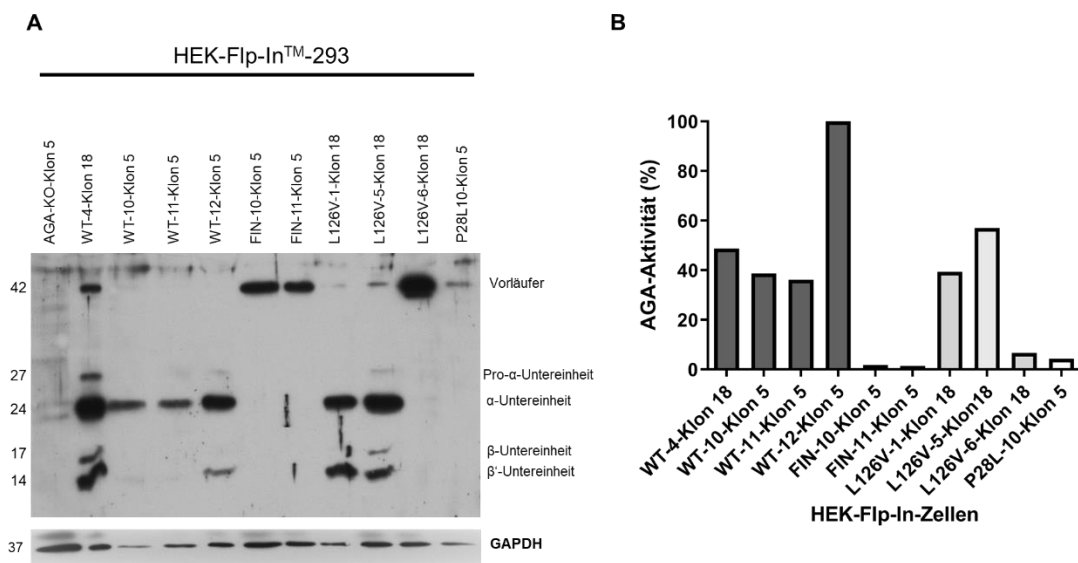 A
HEK-Flp-In™-293
AGA-KO-Klon 5
WT-4-Klon 18
WT-10-Klon 5
WT-11-Klon 5
WT-12-Klon 5
FIN-10-Klon 5
FIN-11-Klon 5
L126V-1-Klon 18
L126V-5-Klon 18
L126V-6-Klon 18
P28L10-Klon 5
42
Vorläufer
27
Pro-α-Untereinheit
24
α-Untereinheit
17
β-Untereinheit
14
β'-Untereinheit
37
GAPDH
B
AGA-Aktivität (%)
100
80
60
40
20
0
WT-4-Klon 18
WT-10-Klon 5
WT-11-Klon 5
WT-12-Klon 5
FIN-10-Klon 5
FIN-11-Klon 5
L126V-1-Klon 18
L126V-5-Klon18
L126V-6-Klon 18
P28L-10-Klon 5
HEK-Flp-In-Zellen